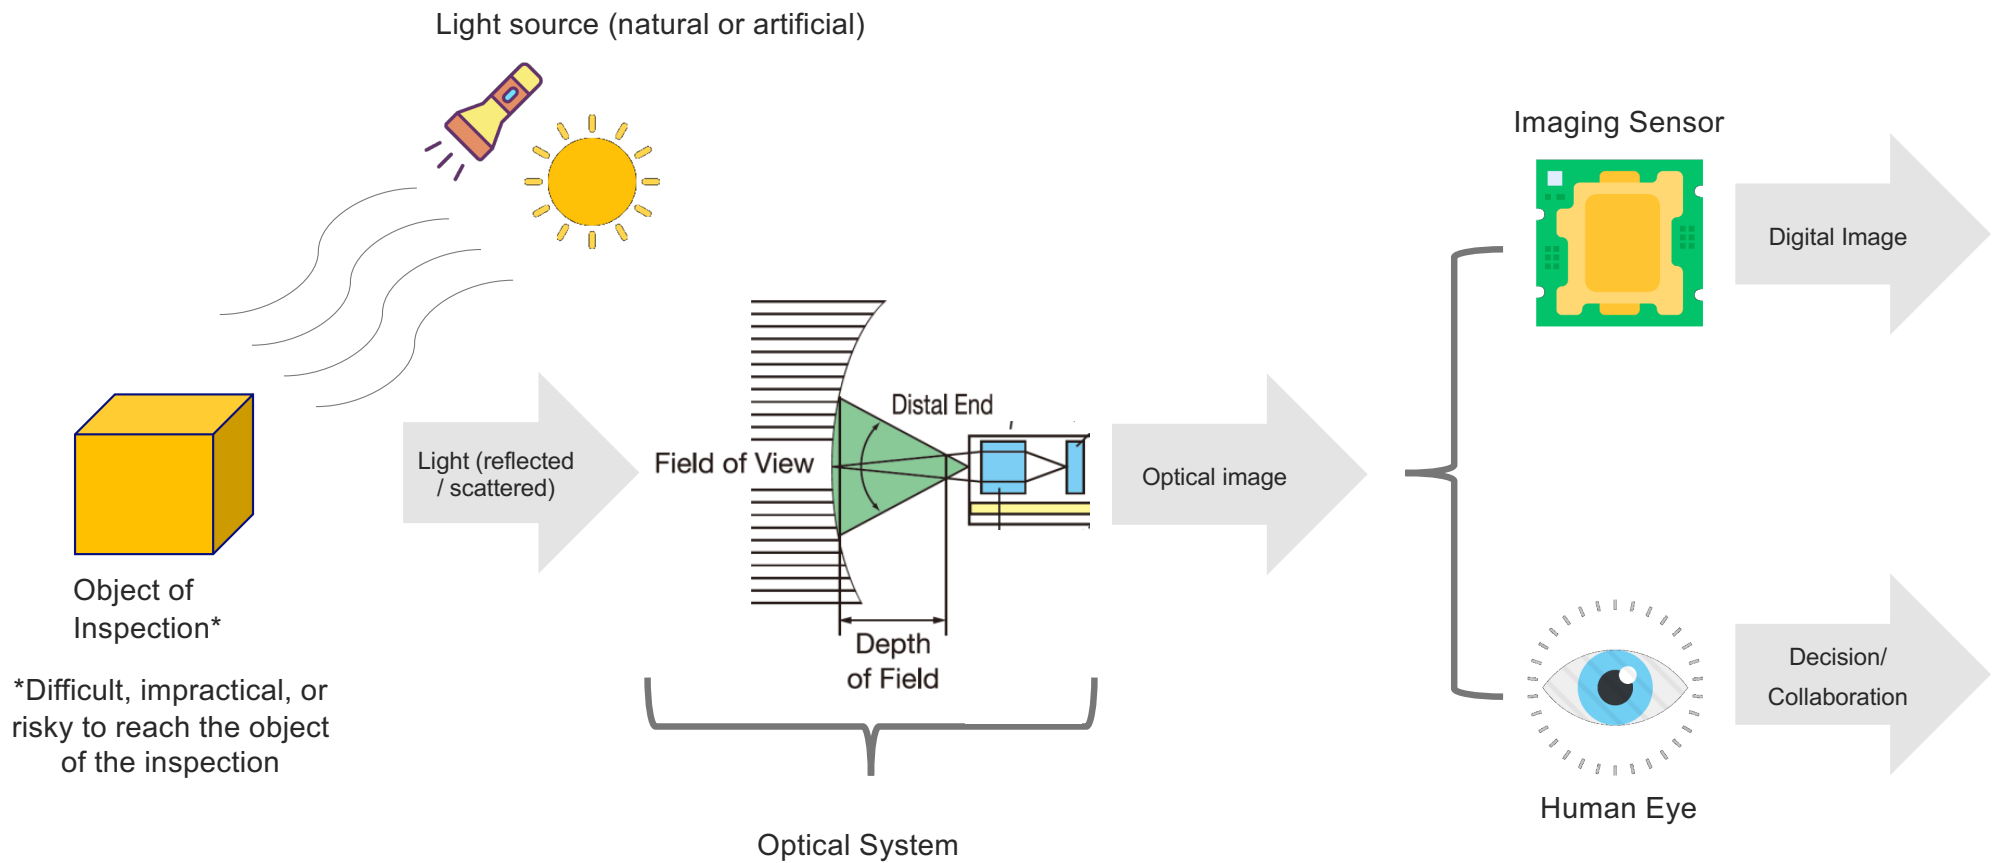 Light source (natural or artificial)
Imaging Sensor
Digital Image
Distal End
Field of View
Light (reflected
/ scattered)
Optical image
Object of
Inspection*
*Difficult, impractical, or
risky to reach the object
of the inspection
Depth
of Field
Decision/
Collaboration
Human Eye
Optical System